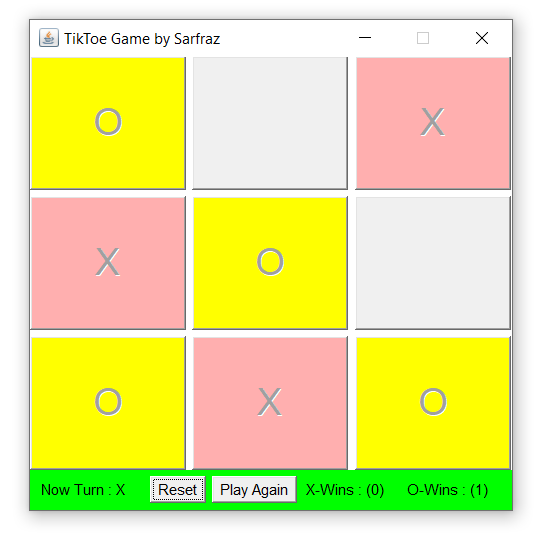 TikToe Game by Sarfraz
O X
X O
O X O
Now Turn : X Reset Play Again X-Wins : (0) O-Wins : (1)